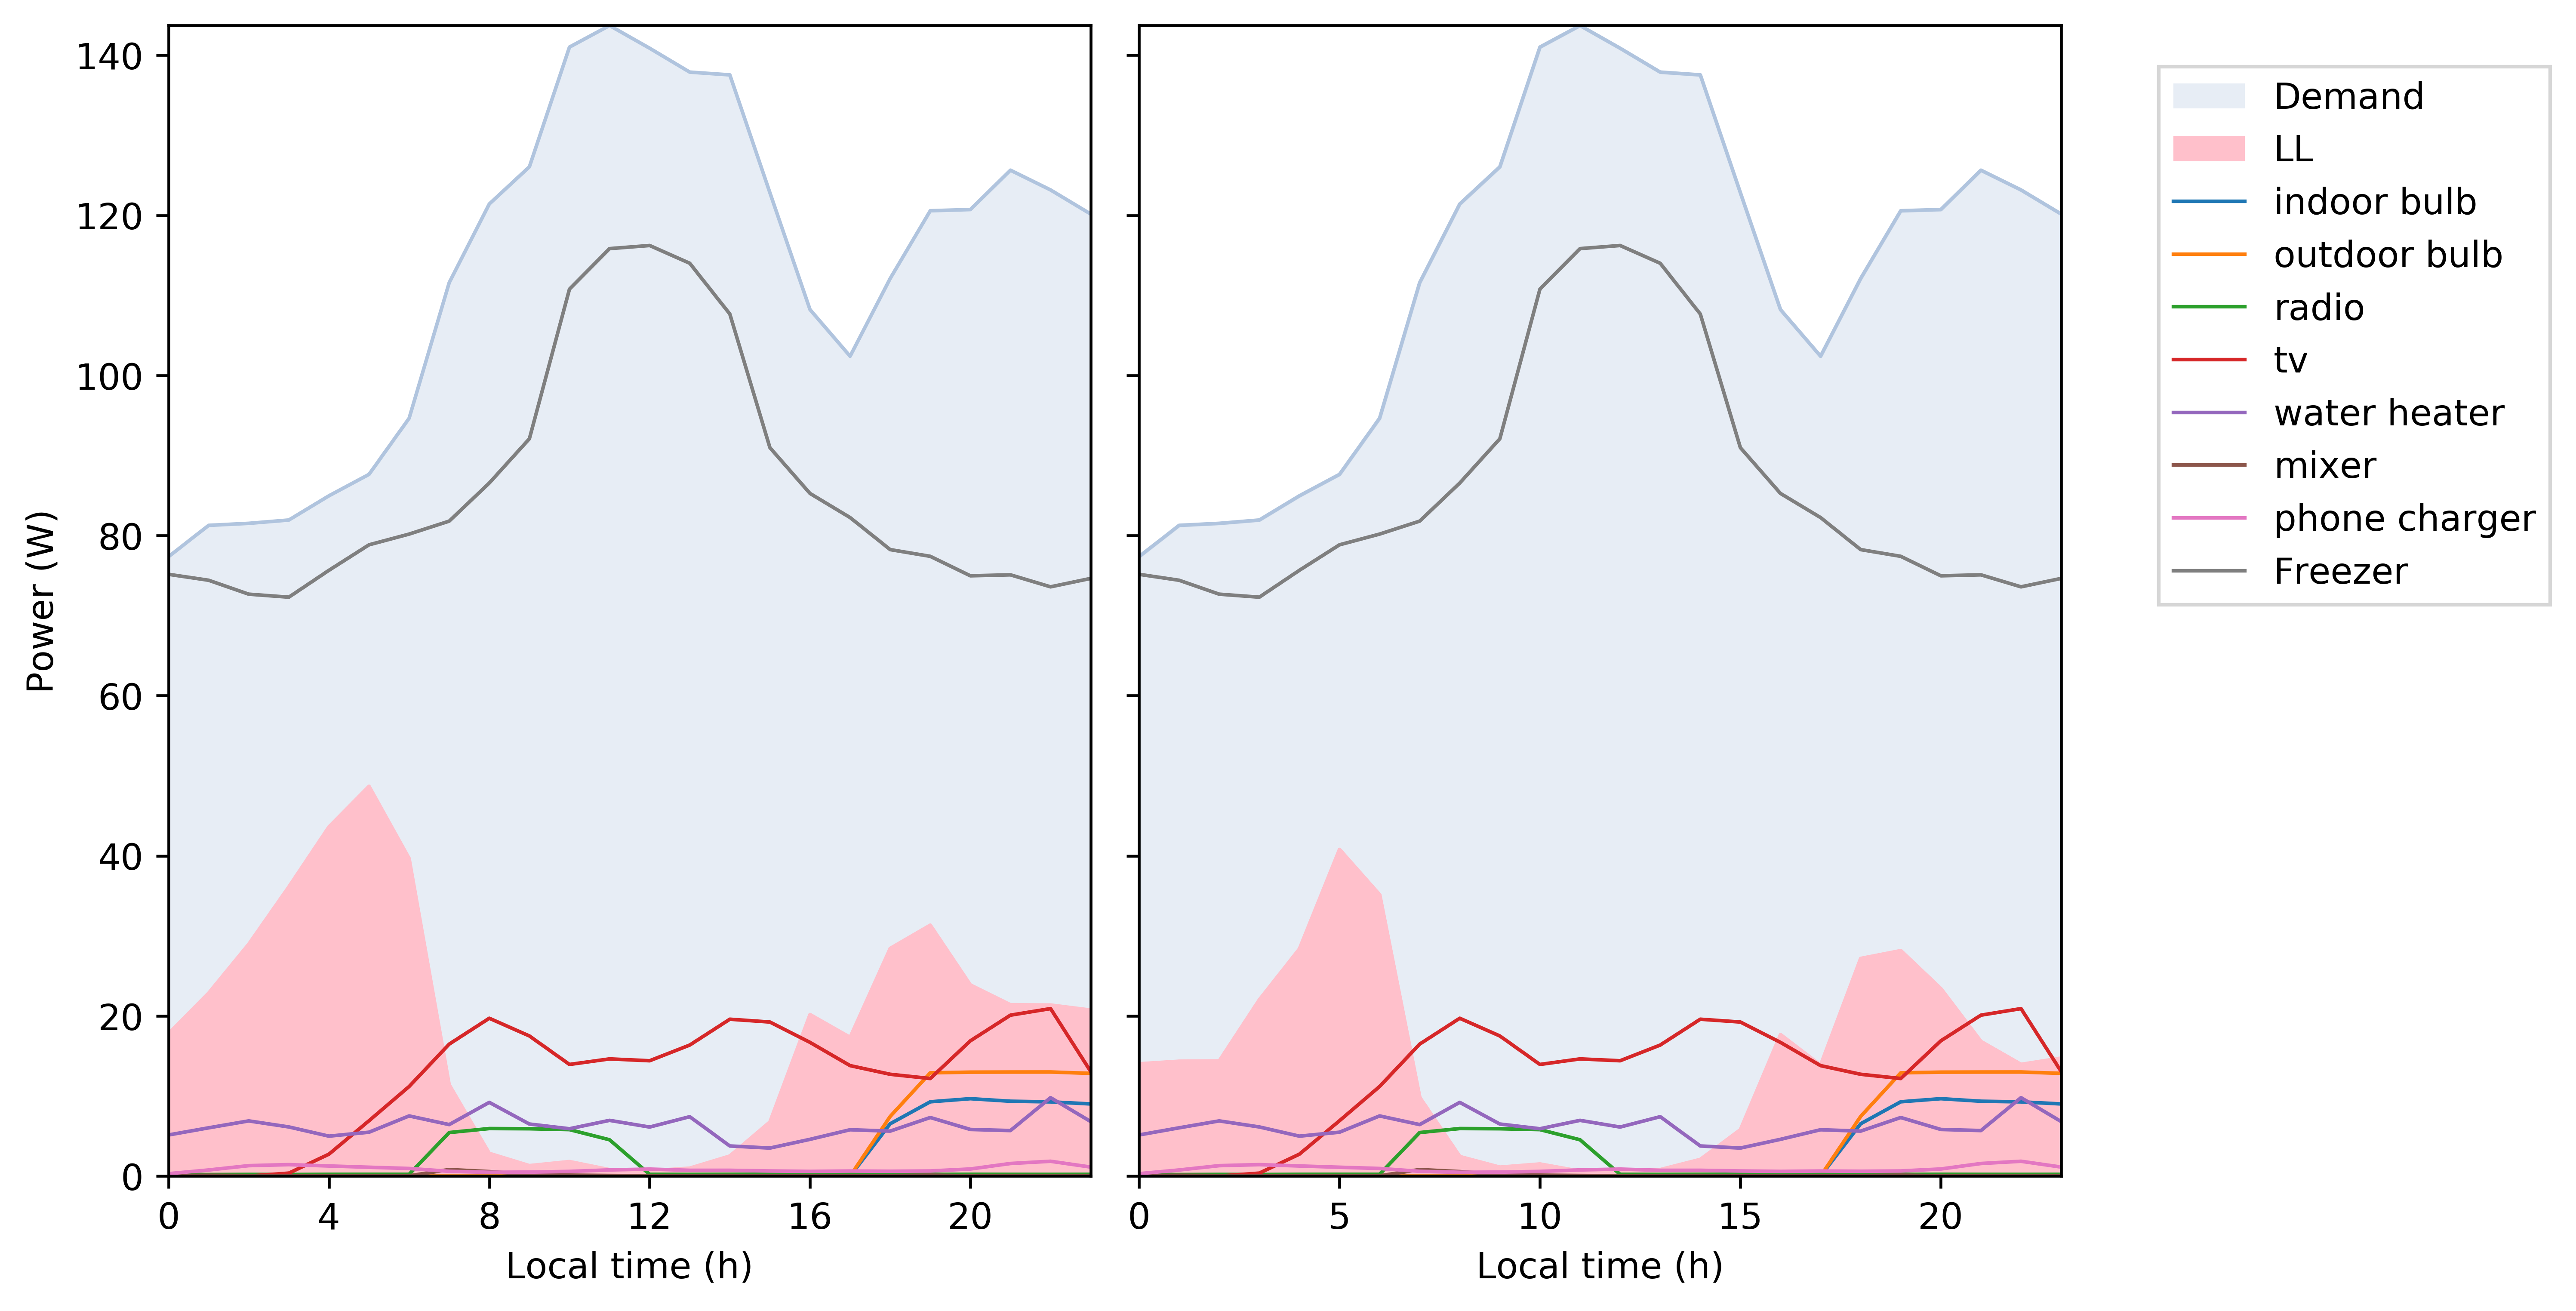 140
120
100
80
60
40
20
0
Power (W)
0 4 8 12 16 20
Local time (h)
0 5 10 15 20
Local time (h)
Demand
LL
indoor bulb
outdoor bulb
radio
tv
water heater
mixer
phone charger
Freezer